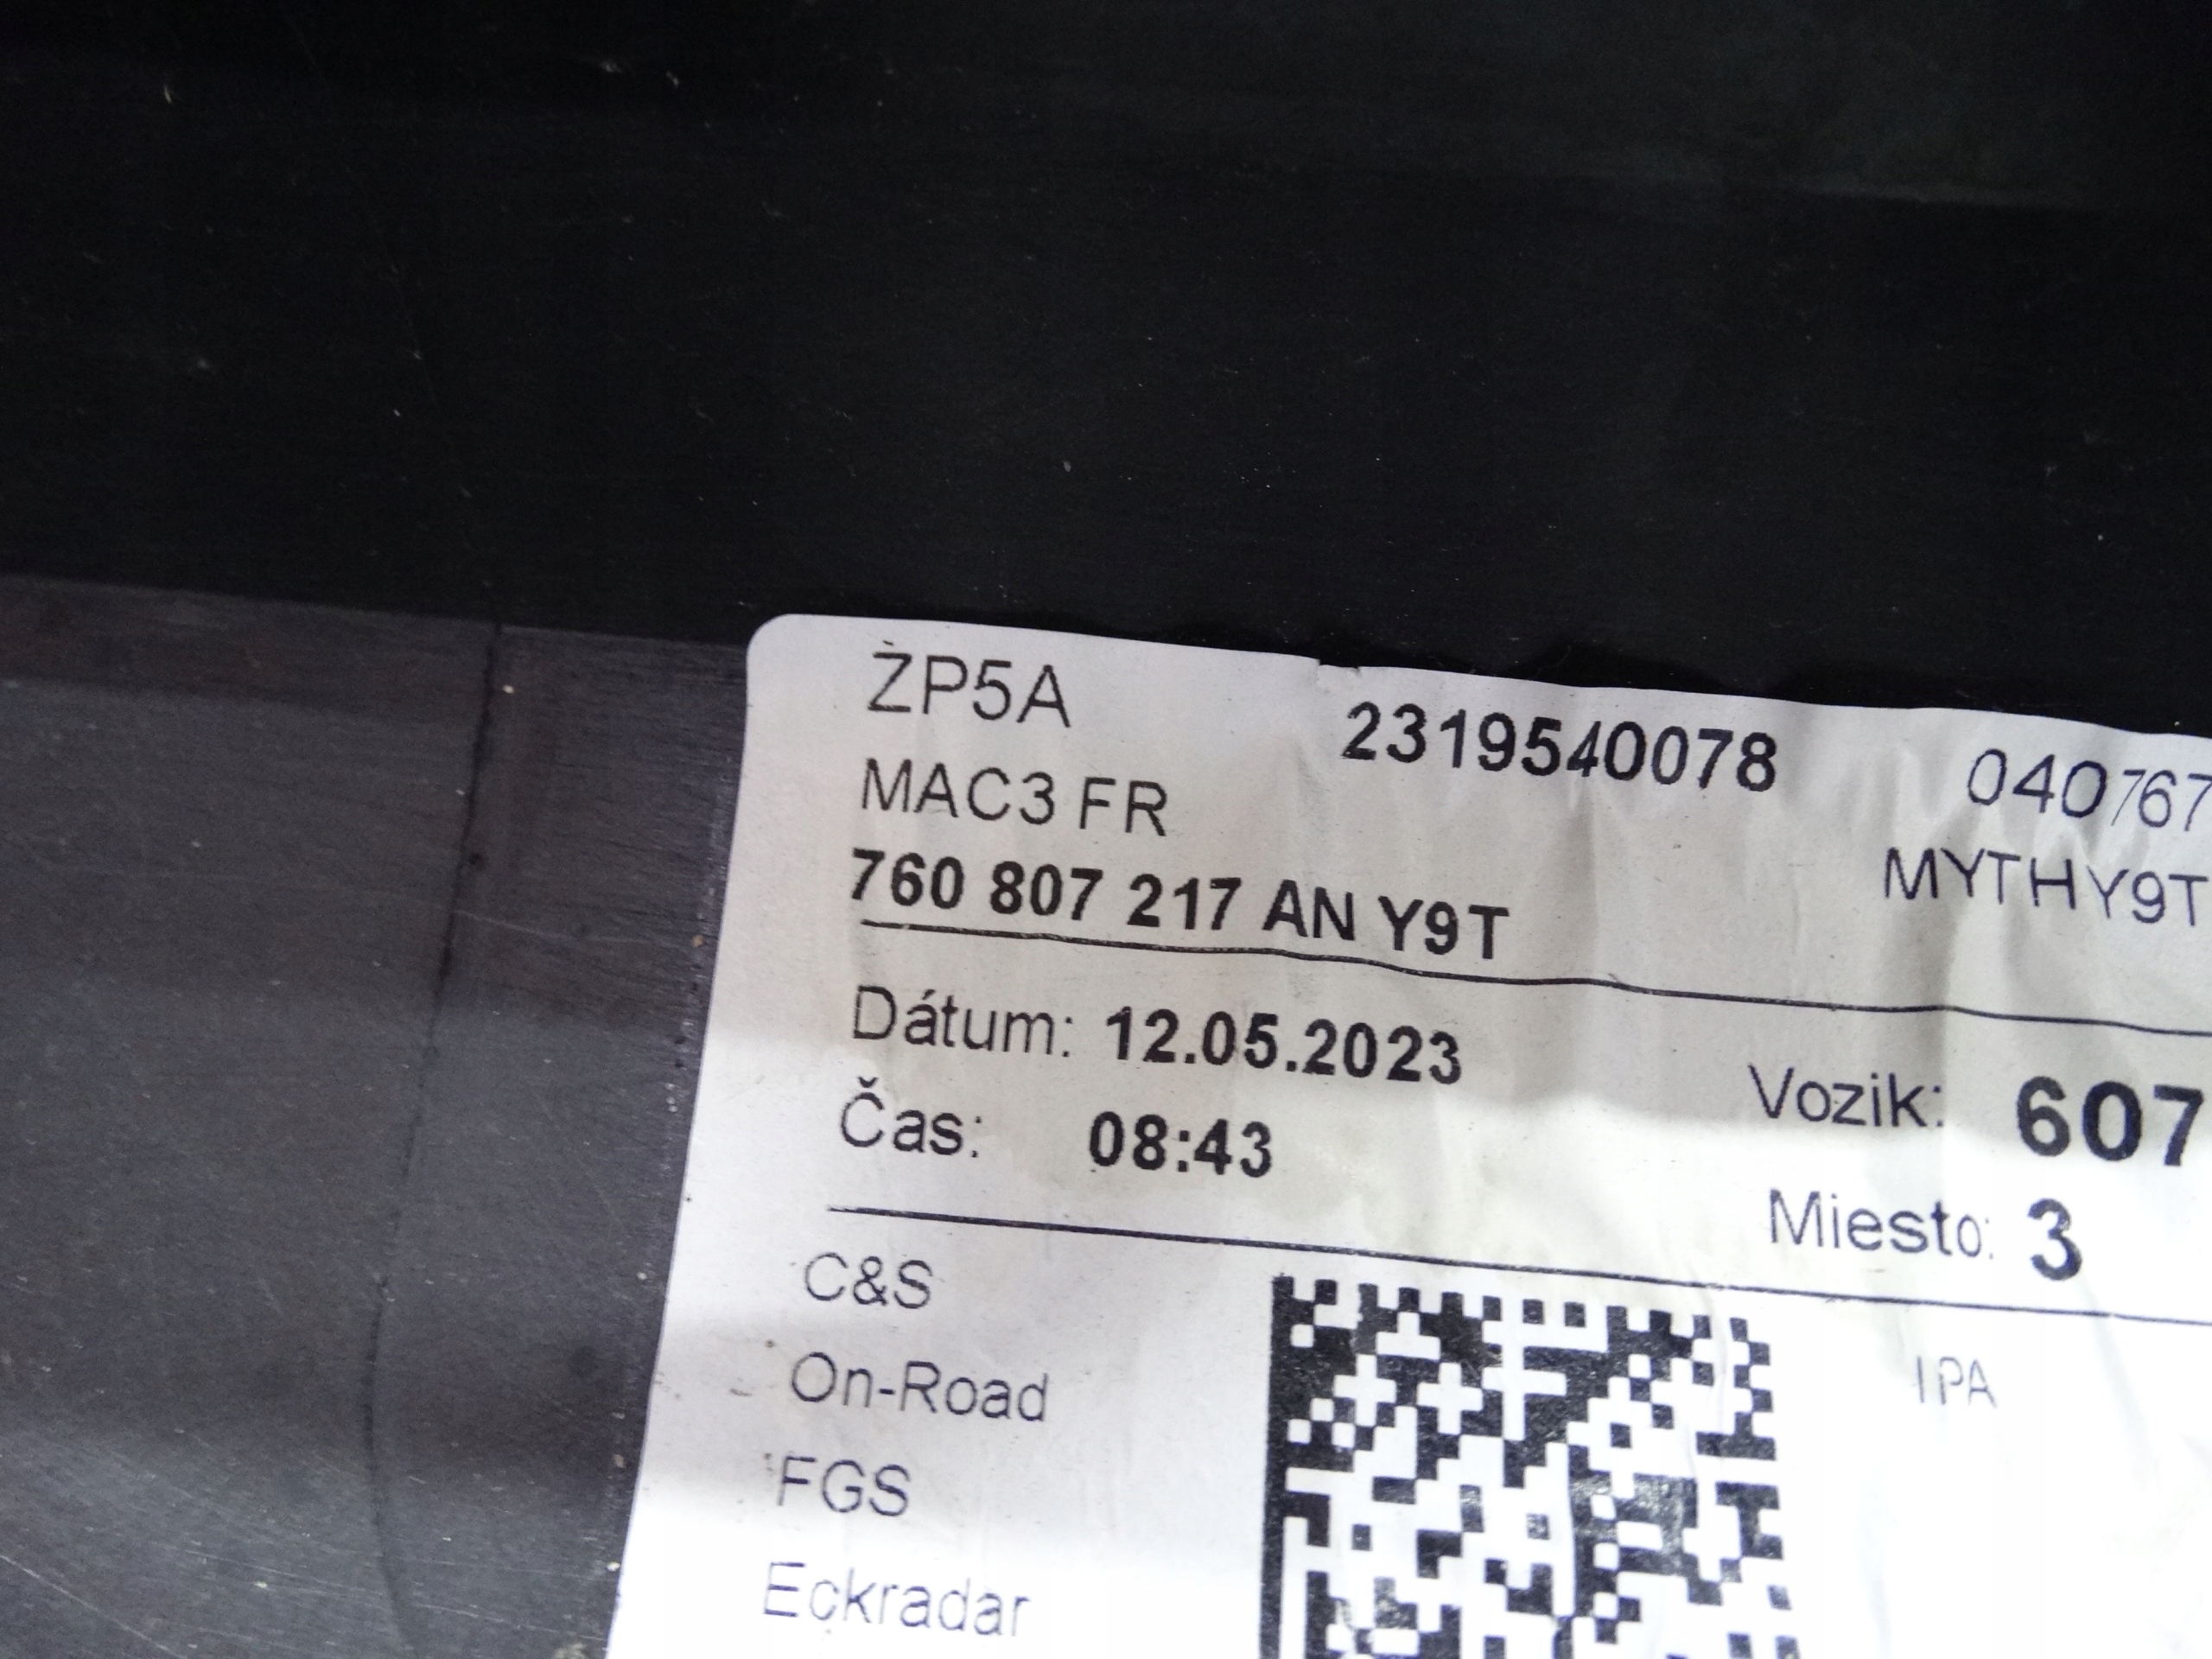 ZP5A 2319540078 040767
MAC3 FR MYTHY9T
760 807 217 AN Y9T
Dátum: 12.05.2023
Vozik: 607
Čas: 08:43
Miesto: 3
C&S
IPA
On-Road
FGS
Eckradar